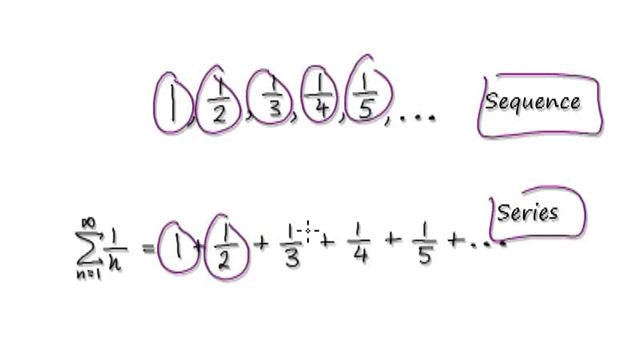 1, 1/2, 1/3, 1/4, 1/5, ... Sequence
∞ ∑ n=1 1/n = 1 + 1/2 + 1/3 + 1/4 + 1/5 + ... Series